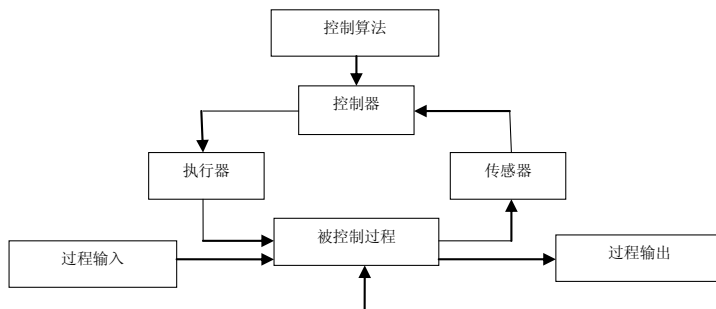 控制算法
控制器
执行器
传感器
被控制过程
过程输入
过程输出